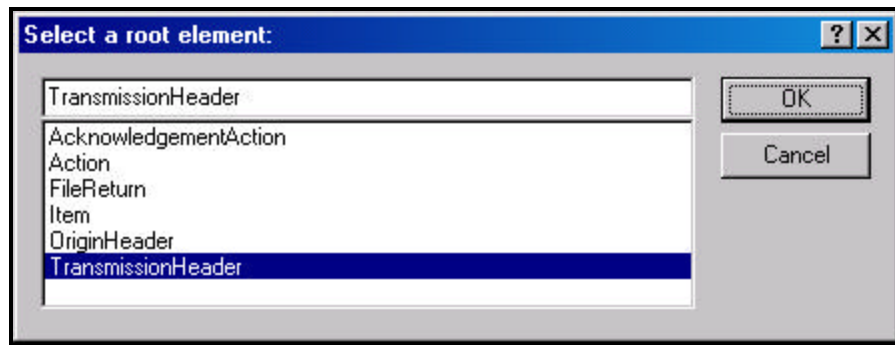 Select a root element:
TransmissionHeader
OK
AcknowledgementAction
Cancel
Action
FileReturn
Item
OriginHeader
TransmissionHeader